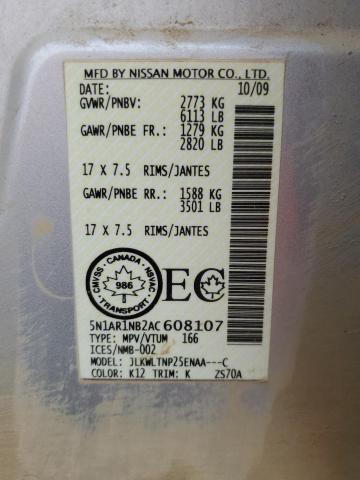 MFD BY NISSAN MOTOR CO., LTD.
DATE: 10/09
GVWR/PNBV: 2773 KG
6113 LB
GAWR/PNBE FR.: 1279 KG
2820 LB
17 X 7.5 RIMS/JANTES
GAWR/PNBE RR.: 1588 KG
3501 LB
17 X 7.5 RIMS/JANTES
CMVSS · CANADA · NSVAC
986
TRANSPORT
EC
5N1AR1NB2AC608107
TYPE: MPV/VTUM 166
ICES/NMB-002
MODEL: JLKWLTNP25ENAA---C
COLOR: K12 TRIM: K ZS70A